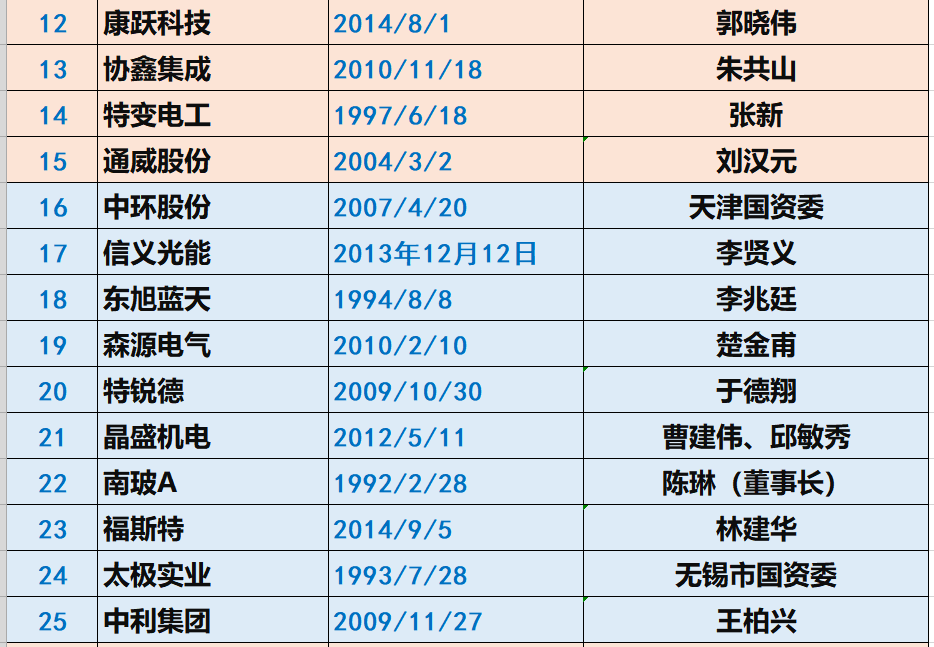 12 康跃科技 2014/8/1 郭晓伟
13 协鑫集成 2010/11/18 朱共山
14 特变电工 1997/6/18 张新
15 通威股份 2004/3/2 刘汉元
16 中环股份 2007/4/20 天津国资委
17 信义光能 2013年12月12日 李贤义
18 东旭蓝天 1994/8/8 李兆廷
19 森源电气 2010/2/10 楚金甫
20 特锐德 2009/10/30 于德翔
21 晶盛机电 2012/5/11 曹建伟、邱敏秀
22 南玻A 1992/2/28 陈琳（董事长）
23 福斯特 2014/9/5 林建华
24 太极实业 1993/7/28 无锡市国资委
25 中利集团 2009/11/27 王柏兴